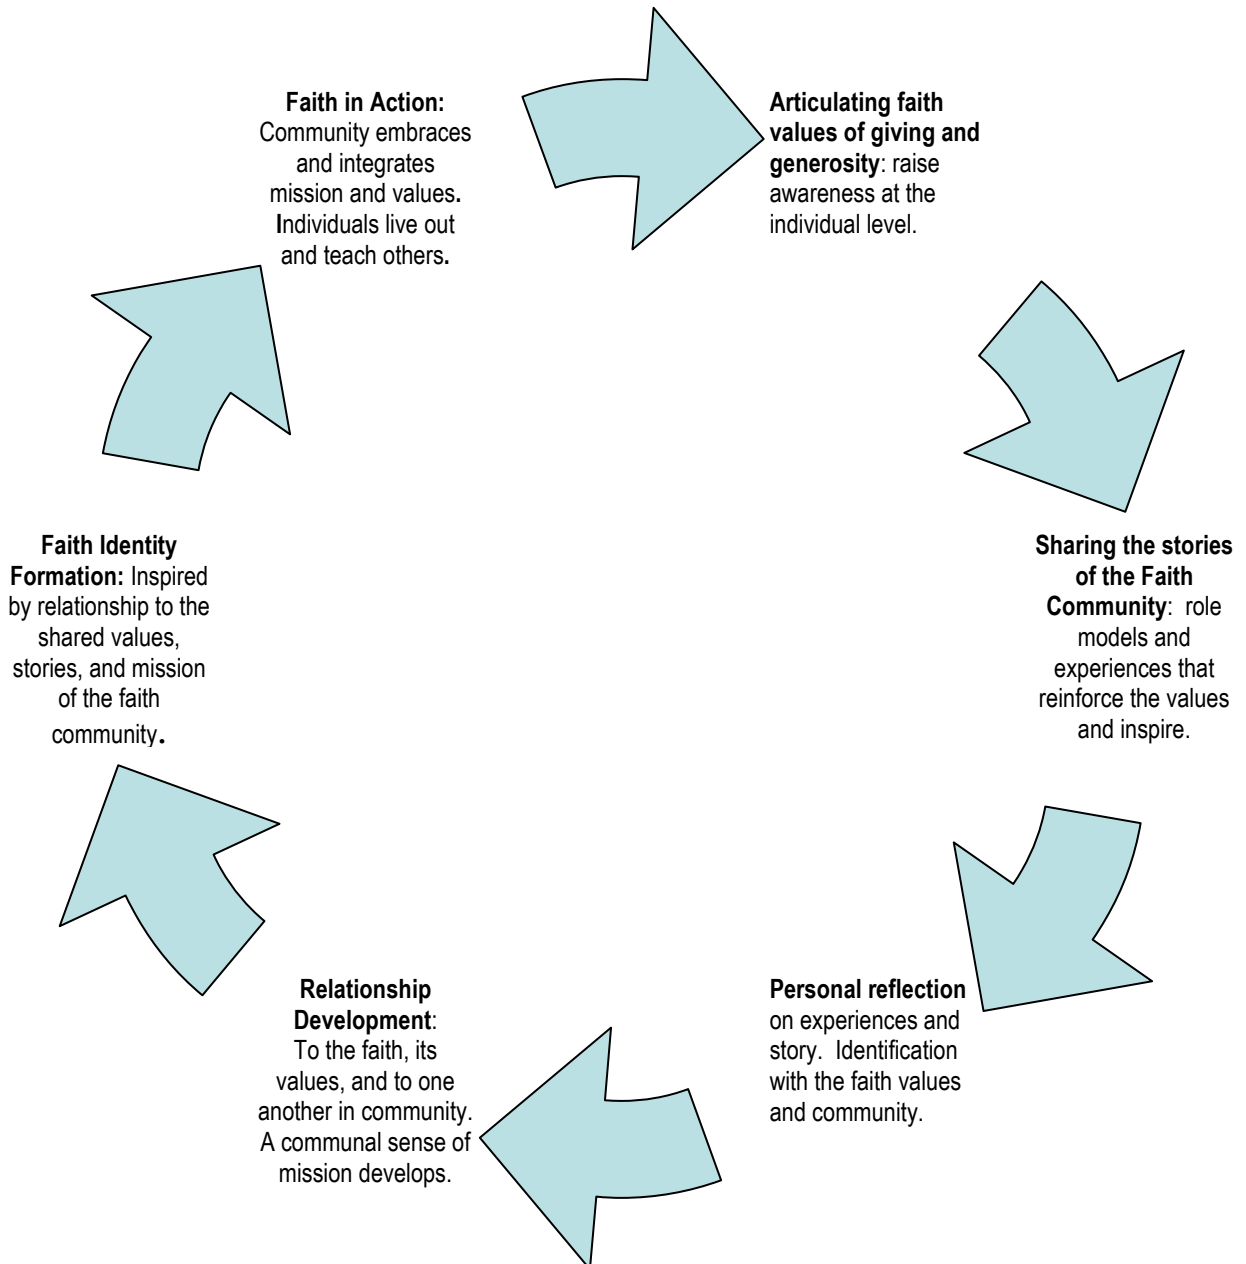 Faith in Action:
Community embraces
and integrates
mission and values.
Individuals live out
and teach others.
Articulating faith
values of giving and
generosity: raise
awareness at the
individual level.
Sharing the stories
of the Faith
Community:  role
models and
experiences that
reinforce the values
and inspire.
Personal reflection
on experiences and
story.  Identification
with the faith values
and community.
Relationship
Development:
To the faith, its
values, and to one
another in community.
A communal sense of
mission develops.
Faith Identity
Formation: Inspired
by relationship to the
shared values,
stories, and mission
of the faith
community.